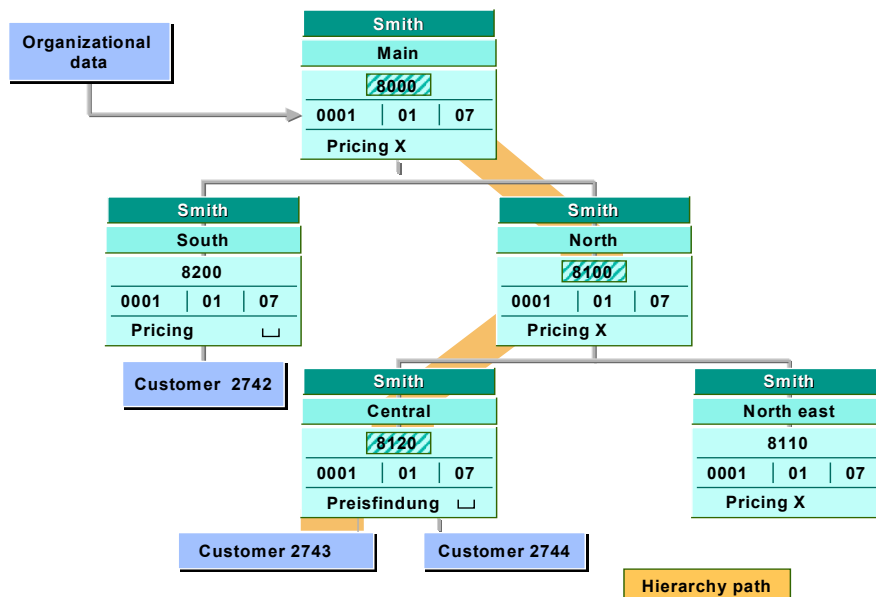 Organizational
data
Smith
Main
8000
0001 01 07
Pricing X
Smith
South
8200
0001 01 07
Pricing ⌴
Customer 2742
Smith
North
8100
0001 01 07
Pricing X
Smith
Central
8120
0001 01 07
Preisfindung ⌴
Smith
North east
8110
0001 01 07
Pricing X
Customer 2743
Customer 2744
Hierarchy path